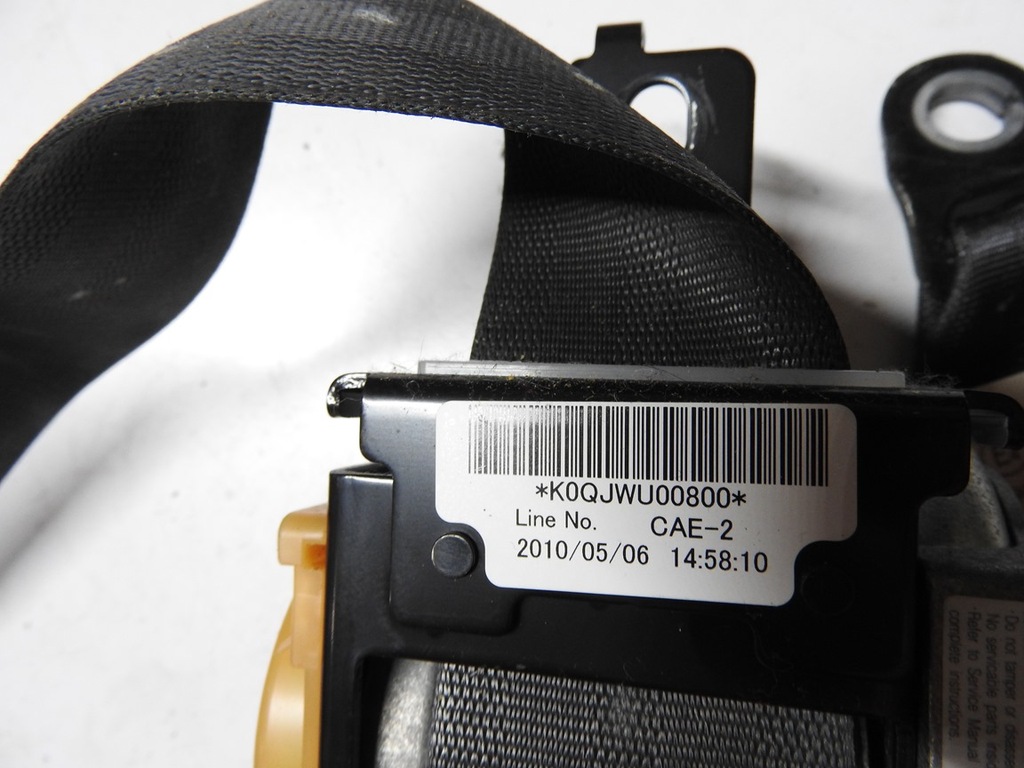 *K0QJWU00800*
Line No. CAE-2
2010/05/06 14:58:10
·Do not tamper or
No servicable parts
·Refer to Service Manual
complete instructions.